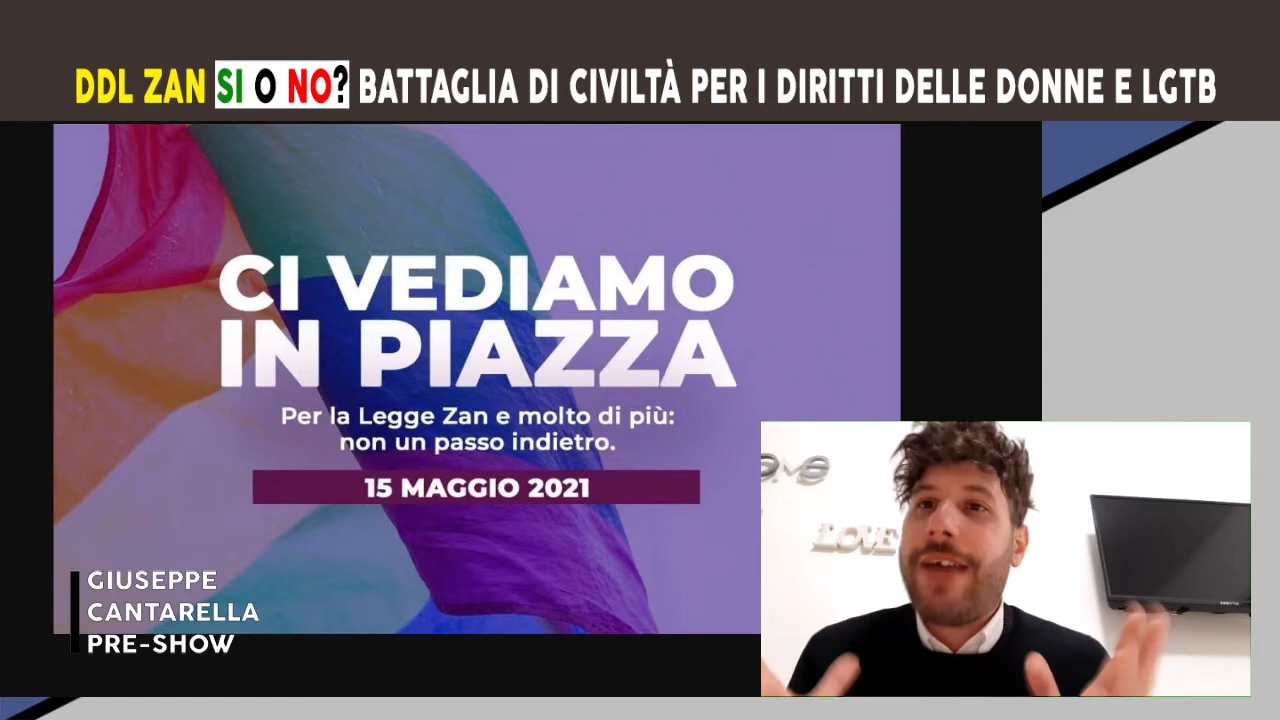 DDL ZAN SI O NO? BATTAGLIA DI CIVILTÀ PER I DIRITTI DELLE DONNE E LGTB
CI VEDIAMO
IN PIAZZA
Per la Legge Zan e molto di più:
non un passo indietro.
15 MAGGIO 2021
LOVE
GIUSEPPE
CANTARELLA
PRE-SHOW